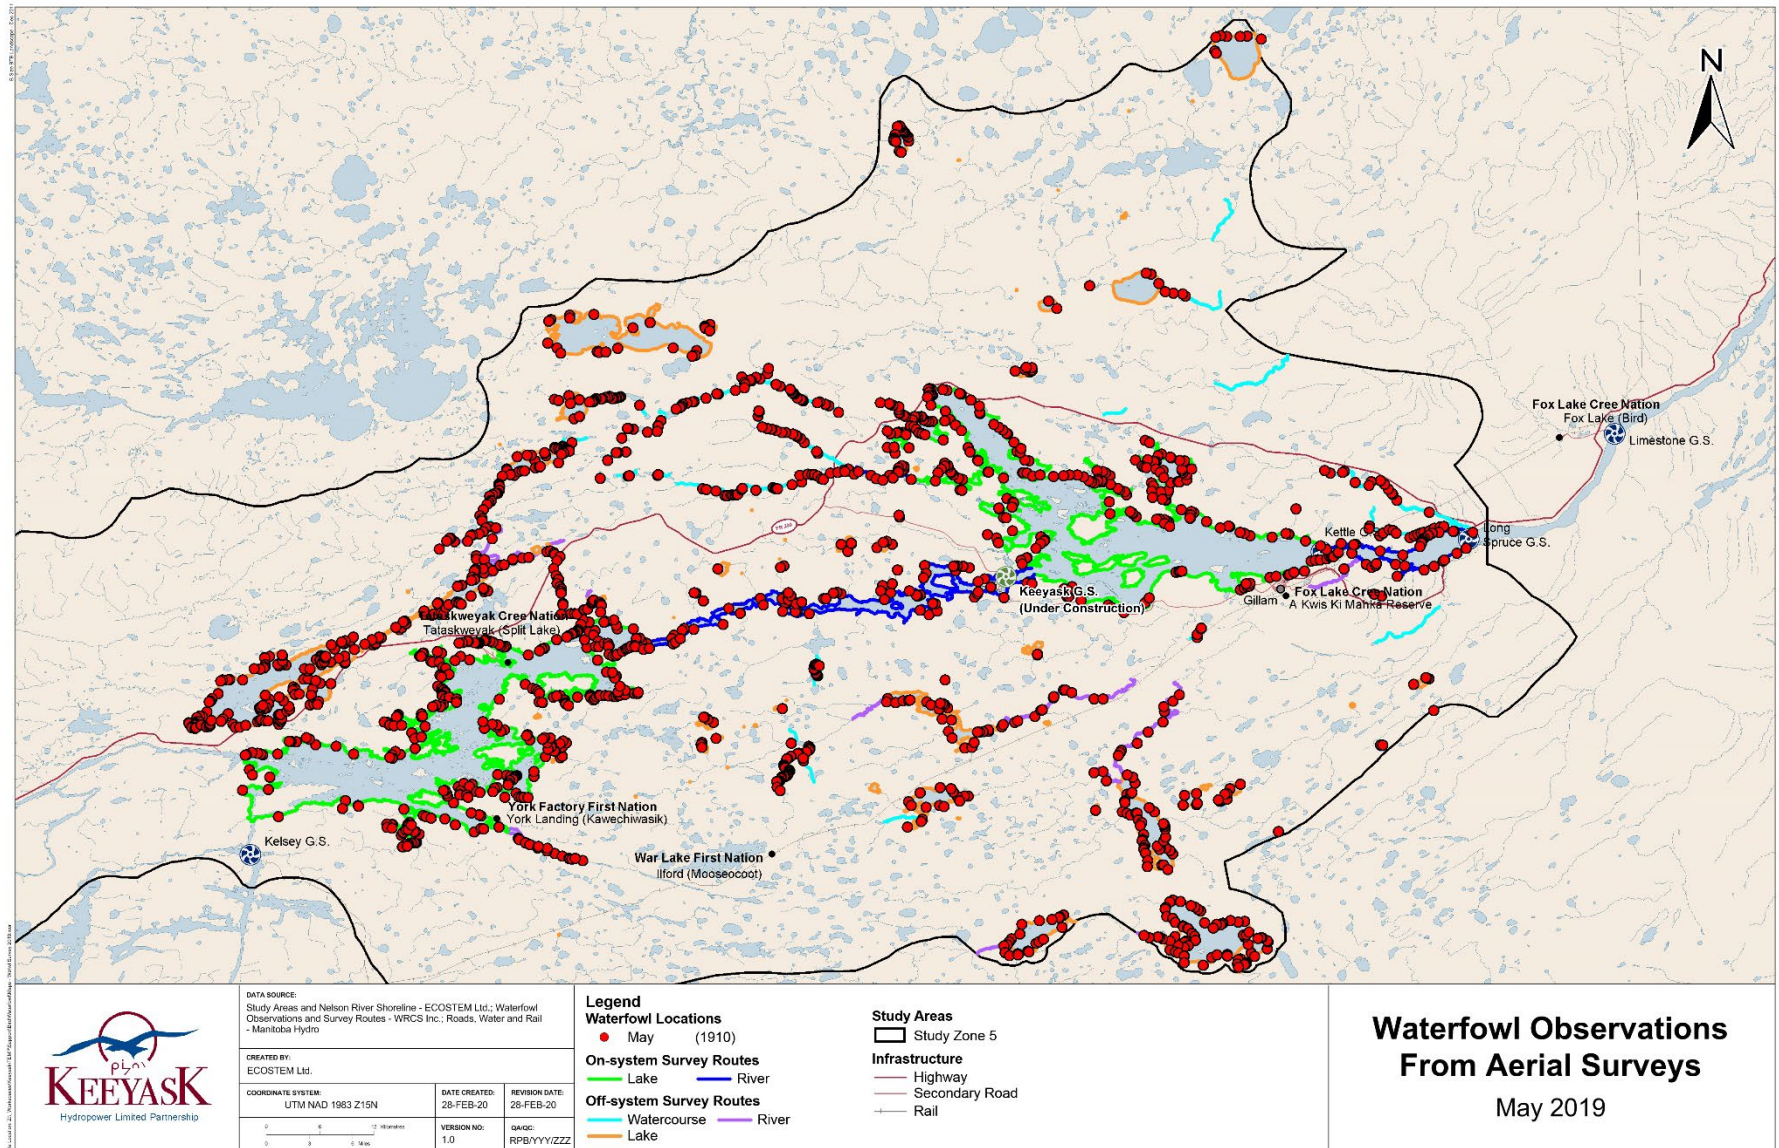 N
Fox Lake Cree Nation
Fox Lake (Bird)
Limestone G.S.
PR 280
Kettle G.S.
Long
Spruce G.S.
Keeyask G.S.
(Under Construction)
Gillam
Fox Lake Cree Nation
A Kwis Ki Mahka Reserve
Tataskweyak Cree Nation
Tataskweyak (Split Lake)
York Factory First Nation
York Landing (Kawechiwasik)
Kelsey G.S.
War Lake First Nation
Ilford (Mooseocoot)
KEEYASK
Hydropower Limited Partnership
DATA SOURCE:
Study Areas and Nelson River Shoreline - ECOSTEM Ltd.; Waterfowl
Observations and Survey Routes - WRCS Inc.; Roads, Water and Rail
- Manitoba Hydro
CREATED BY:
ECOSTEM Ltd.
COORDINATE SYSTEM:
UTM NAD 1983 Z15N
DATE CREATED:
28-FEB-20
REVISION DATE:
28-FEB-20
VERSION NO:
1.0
QA/QC:
RPB/YYY/ZZZ
Legend
Waterfowl Locations
May (1910)
On-system Survey Routes
Lake River
Off-system Survey Routes
Watercourse River
Lake
Study Areas
Study Zone 5
Infrastructure
Highway
Secondary Road
Rail
Waterfowl Observations
From Aerial Surveys
May 2019